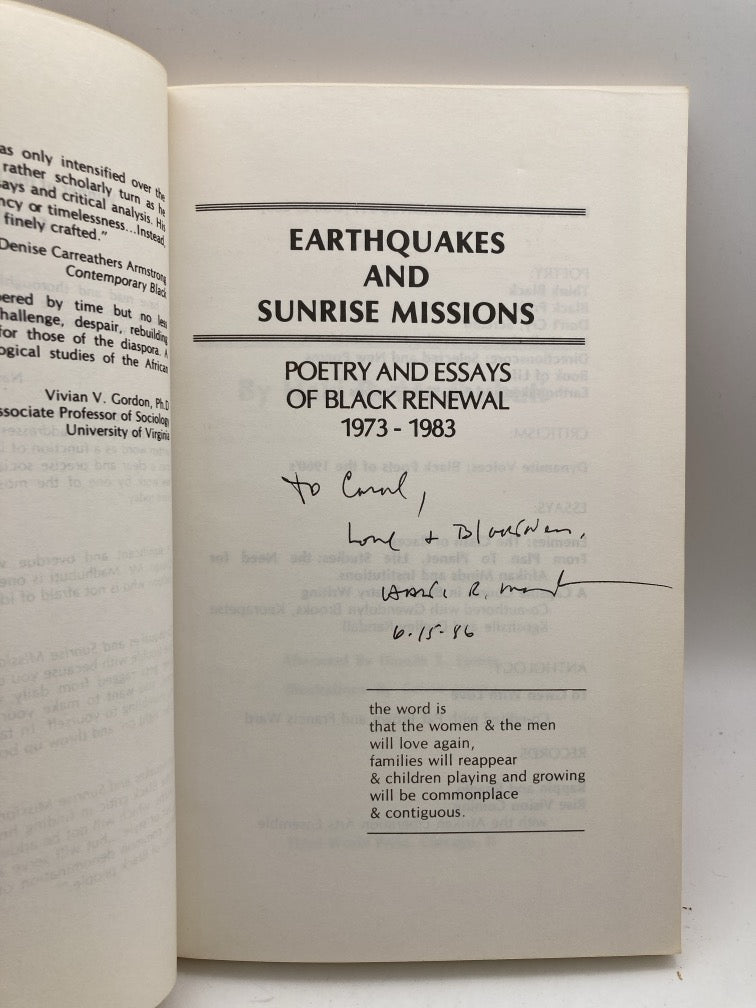 as only intensified over the
rather scholarly turn as he
ays and critical analysis. His
ncy or timelessness...Instead,
finely crafted."
Denise Carreathers Armstrong
Contemporary Black
ered by time but no less
hallenge, despair, rebuilding
for those of the diaspora. A
ogical studies of the African
Vivian V. Gordon, Ph.D
ssociate Professor of Sociology
University of Virginia
EARTHQUAKES
AND
SUNRISE MISSIONS
POETRY AND ESSAYS
OF BLACK RENEWAL
1973 - 1983
To Carol,
Love +
R.
6-15-86
the word is
that the women & the men
will love again,
families will reappear
& children playing and growing
will be commonplace
& contiguous.